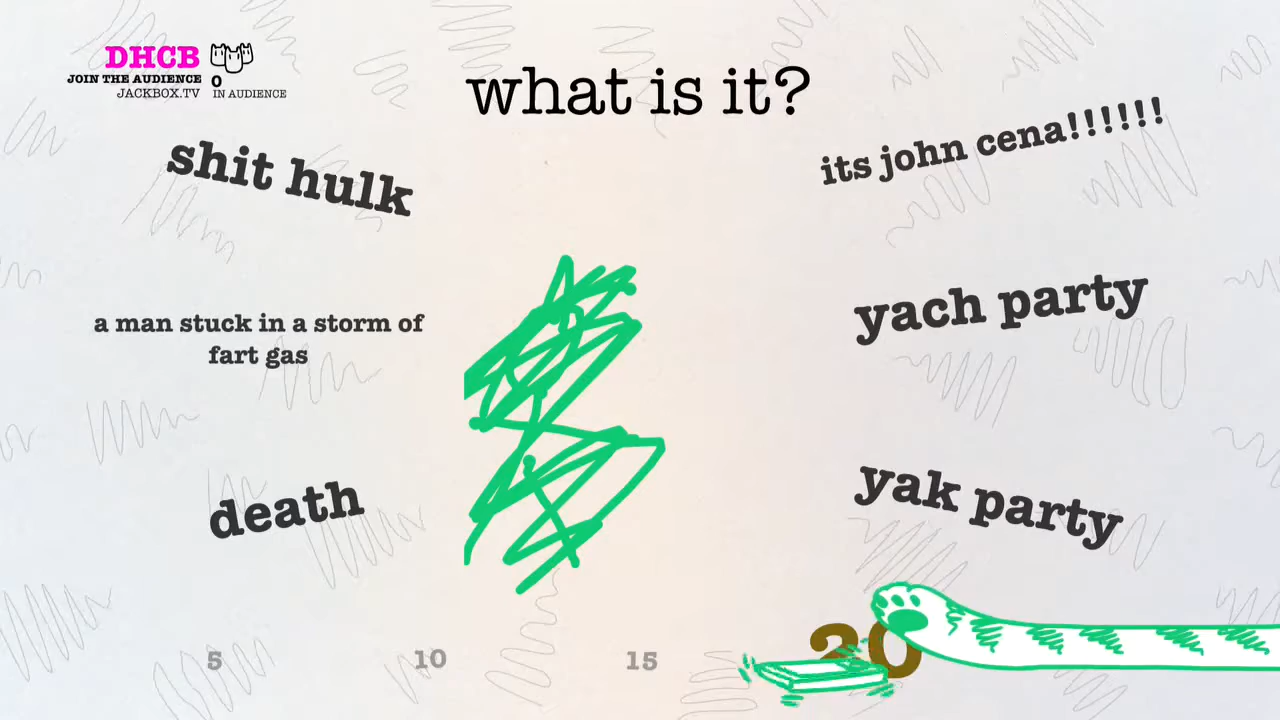 DHCB
JOIN THE AUDIENCE
JACKBOX.TV
0
IN AUDIENCE
what is it?
shit hulk
its john cena!!!!!!
a man stuck in a storm of
fart gas
yach party
death
yak party
5
10
15
20